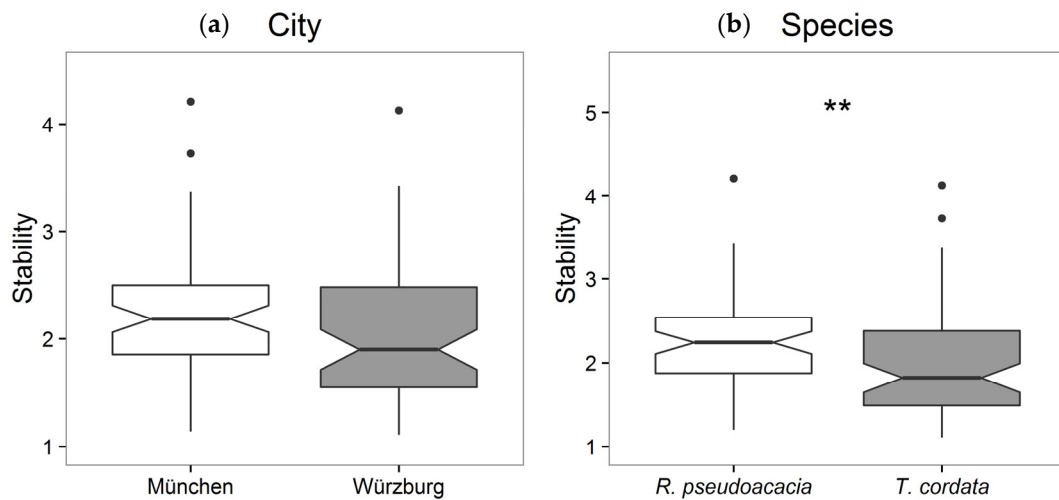 (a) City
Stability
4
3
2
1
München Würzburg
(b) Species
**
Stability
5
4
3
2
1
R. pseudoacacia T. cordata